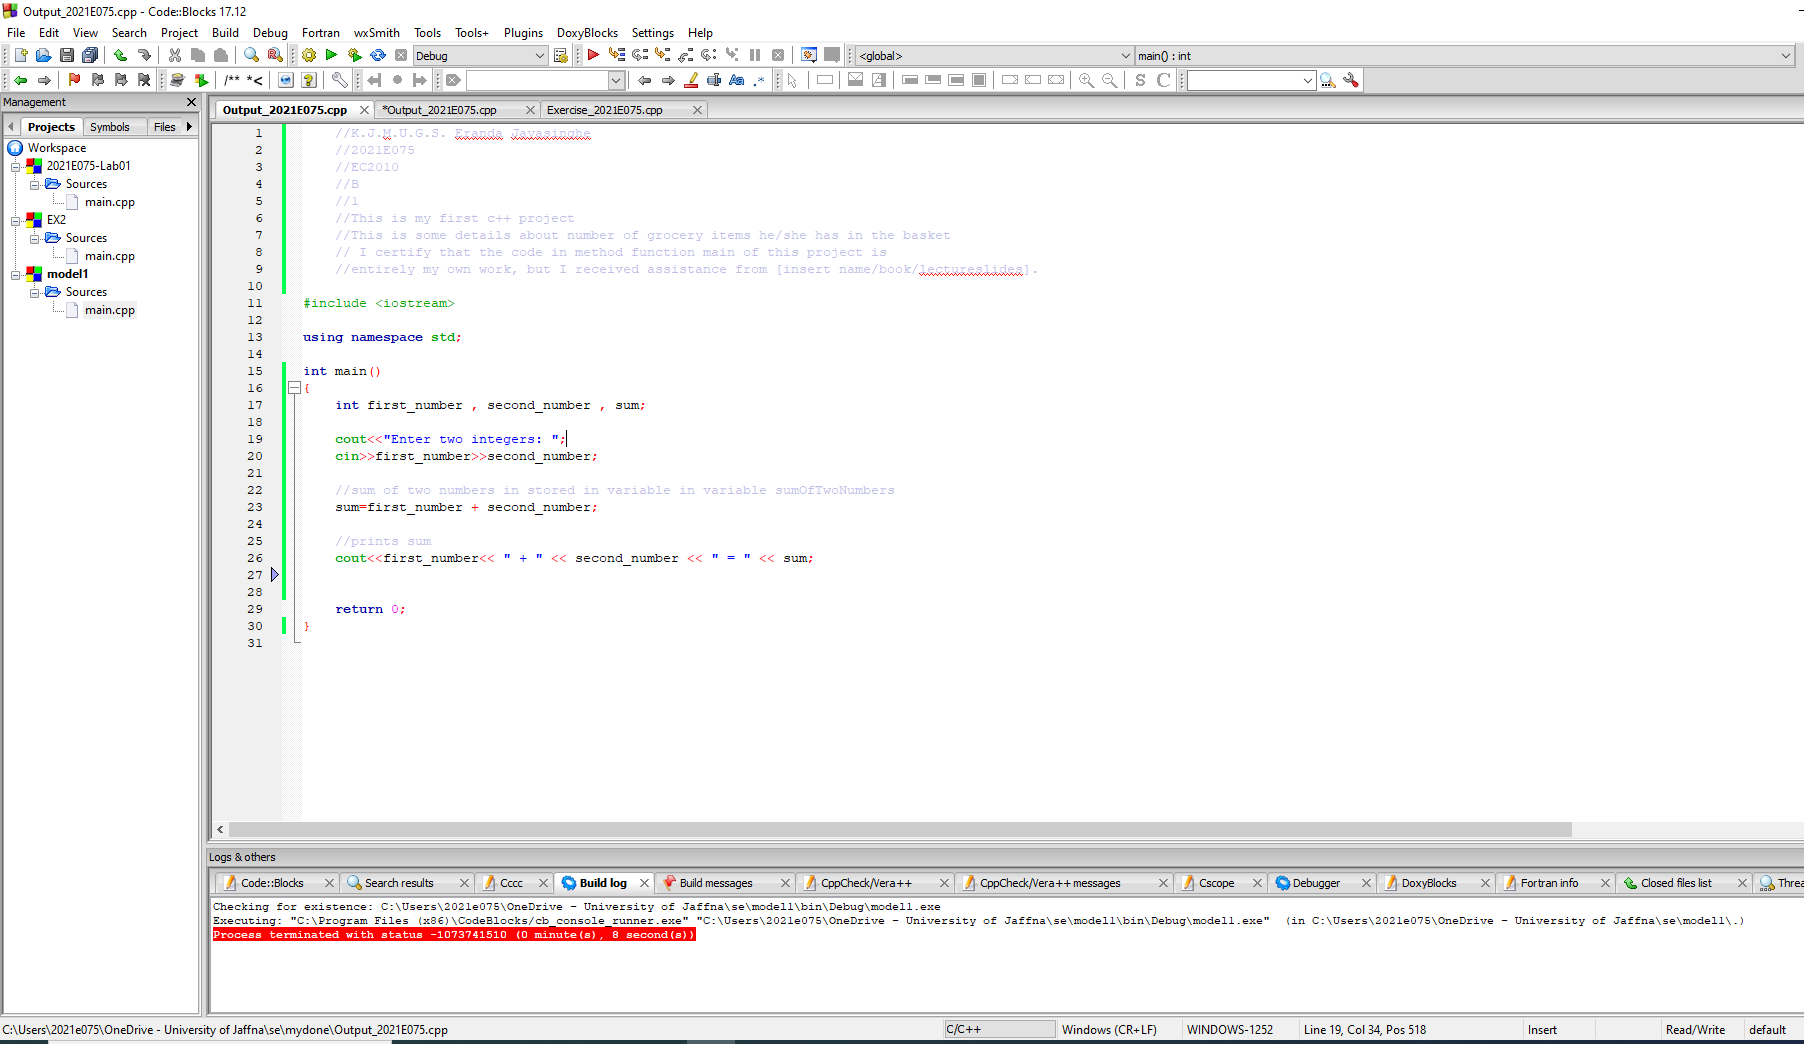 Output_2021E075.cpp - Code::Blocks 17.12
File Edit View Search Project Build Debug Fortran wxSmith Tools Tools+ Plugins DoxyBlocks Settings Help
Debug <global> main() : int
/** *< Aa .* S C
Management
Projects Symbols Files
Workspace
2021E075-Lab01
Sources
main.cpp
EX2
Sources
main.cpp
model1
Sources
main.cpp
Output_2021E075.cpp *Output_2021E075.cpp Exercise_2021E075.cpp
1 //K.J.M.U.G.S. Eranda Jayasinghe
2 //2021E075
3 //EC2010
4 //B
5 //1
6 //This is my first c++ project
7 //This is some details about number of grocery items he/she has in the basket
8 // I certify that the code in method function main of this project is
9 //entirely my own work, but I received assistance from [insert name/book/lectureslides].
10
11 #include <iostream>
12
13 using namespace std;
14
15 int main()
16 {
17 int first_number , second_number , sum;
18
19 cout<<"Enter two integers: ";
20 cin>>first_number>>second_number;
21
22 //sum of two numbers in stored in variable in variable sumOfTwoNumbers
23 sum=first_number + second_number;
24
25 //prints sum
26 cout<<first_number<< " + " << second_number << " = " << sum;
27
28
29 return 0;
30 }
31
Logs & others
Code::Blocks Search results Cccc Build log Build messages CppCheck/Vera++ CppCheck/Vera++ messages Cscope Debugger DoxyBlocks Fortran info Closed files list Threa
Checking for existence: C:\Users\2021e075\OneDrive - University of Jaffna\se\model1\bin\Debug\model1.exe
Executing: "C:\Program Files (x86)\CodeBlocks/cb_console_runner.exe" "C:\Users\2021e075\OneDrive - University of Jaffna\se\model1\bin\Debug\model1.exe"  (in C:\Users\2021e075\OneDrive - University of Jaffna\se\model1\.)
Process terminated with status -1073741510 (0 minute(s), 8 second(s))
C:\Users\2021e075\OneDrive - University of Jaffna\se\mydone\Output_2021E075.cpp C/C++ Windows (CR+LF) WINDOWS-1252 Line 19, Col 34, Pos 518 Insert Read/Write default